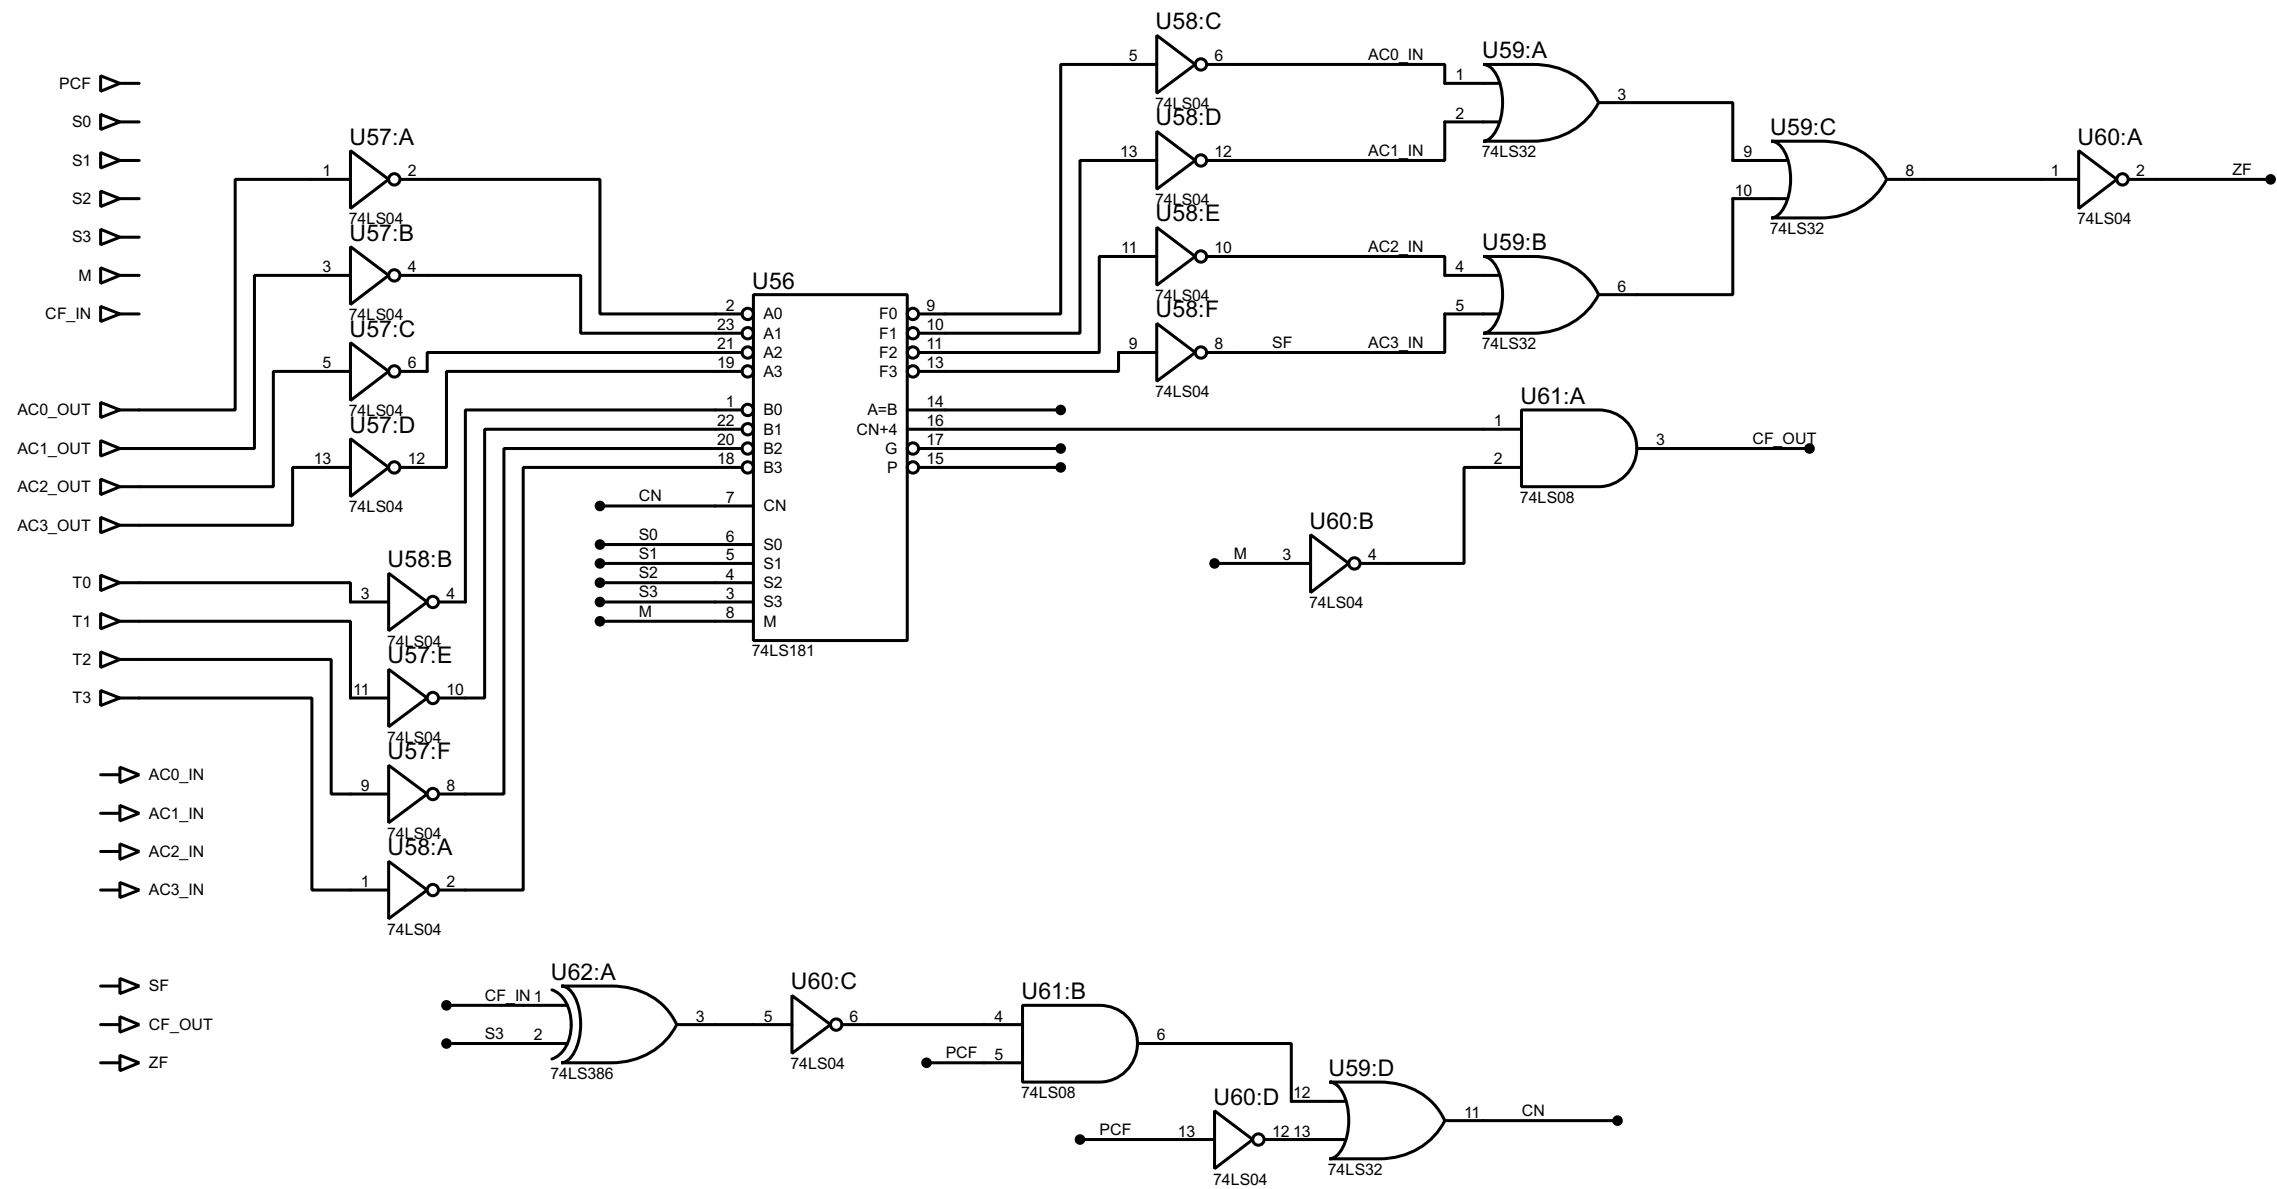 PCF
S0
S1
S2
S3
M
CF_IN
AC0_OUT
AC1_OUT
AC2_OUT
AC3_OUT
T0
T1
T2
T3
AC0_IN
AC1_IN
AC2_IN
AC3_IN
SF
CF_OUT
ZF
U57:A
1 2
74LS04
U57:B
3 4
74LS04
U57:C
5 6
74LS04
U57:D
13 12
74LS04
U58:B
3 4
74LS04
U57:E
11 10
74LS04
U57:F
9 8
74LS04
U58:A
1 2
74LS04
U56
2 A0 F0 9
23 A1 F1 10
21 A2 F2 11
19 A3 F3 13
1 B0 A=B 14
22 B1 CN+4 16
20 B2 G 17
18 B3 P 15
CN 7 CN
S0 6 S0
S1 5 S1
S2 4 S2
S3 3 S3
M 8 M
74LS181
U58:C
5 6 AC0_IN
74LS04
U58:D
13 12 AC1_IN
74LS04
U58:E
11 10 AC2_IN
74LS04
U58:F
9 8 SF AC3_IN
74LS04
U59:A
1
2
3
74LS32
U59:B
4
5
6
74LS32
U59:C
9
10
8
74LS32
U60:A
1 2 ZF
74LS04
U61:A
1
2
3 CF_OUT
74LS08
U60:B
M 3 4
74LS04
U62:A
CF_IN 1
S3 2
3
74LS386
U60:C
5 6
74LS04
U61:B
4
PCF 5
6
74LS08
U60:D
PCF 13 12
74LS04
U59:D
12
13
11 CN
74LS32